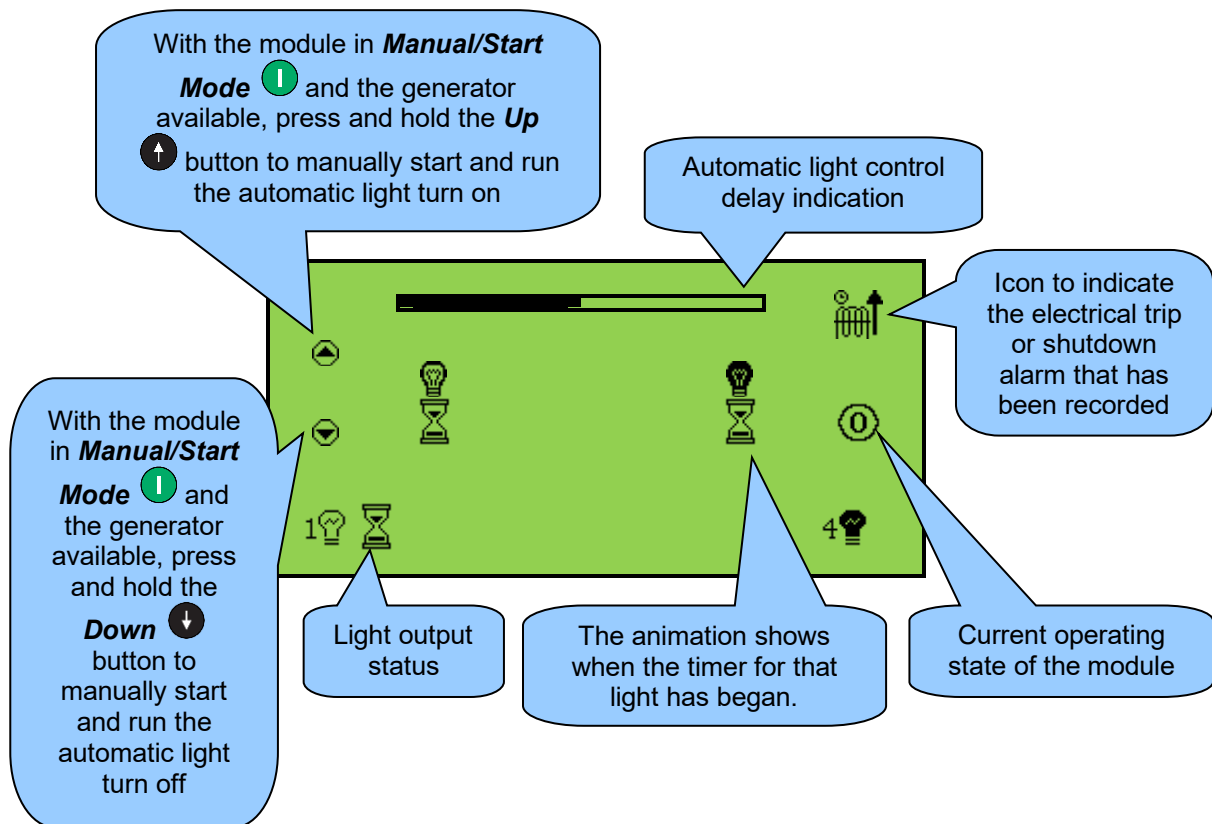 With the module in Manual/Start
Mode and the generator
available, press and hold the Up
button to manually start and run
the automatic light turn on
Automatic light control
delay indication
Icon to indicate
the electrical trip
or shutdown
alarm that has
been recorded
With the module
in Manual/Start
Mode and
the generator
available, press
and hold the
Down
button to
manually start
and run the
automatic light
turn off
0
1
4
Light output
status
The animation shows
when the timer for that
light has began.
Current operating
state of the module